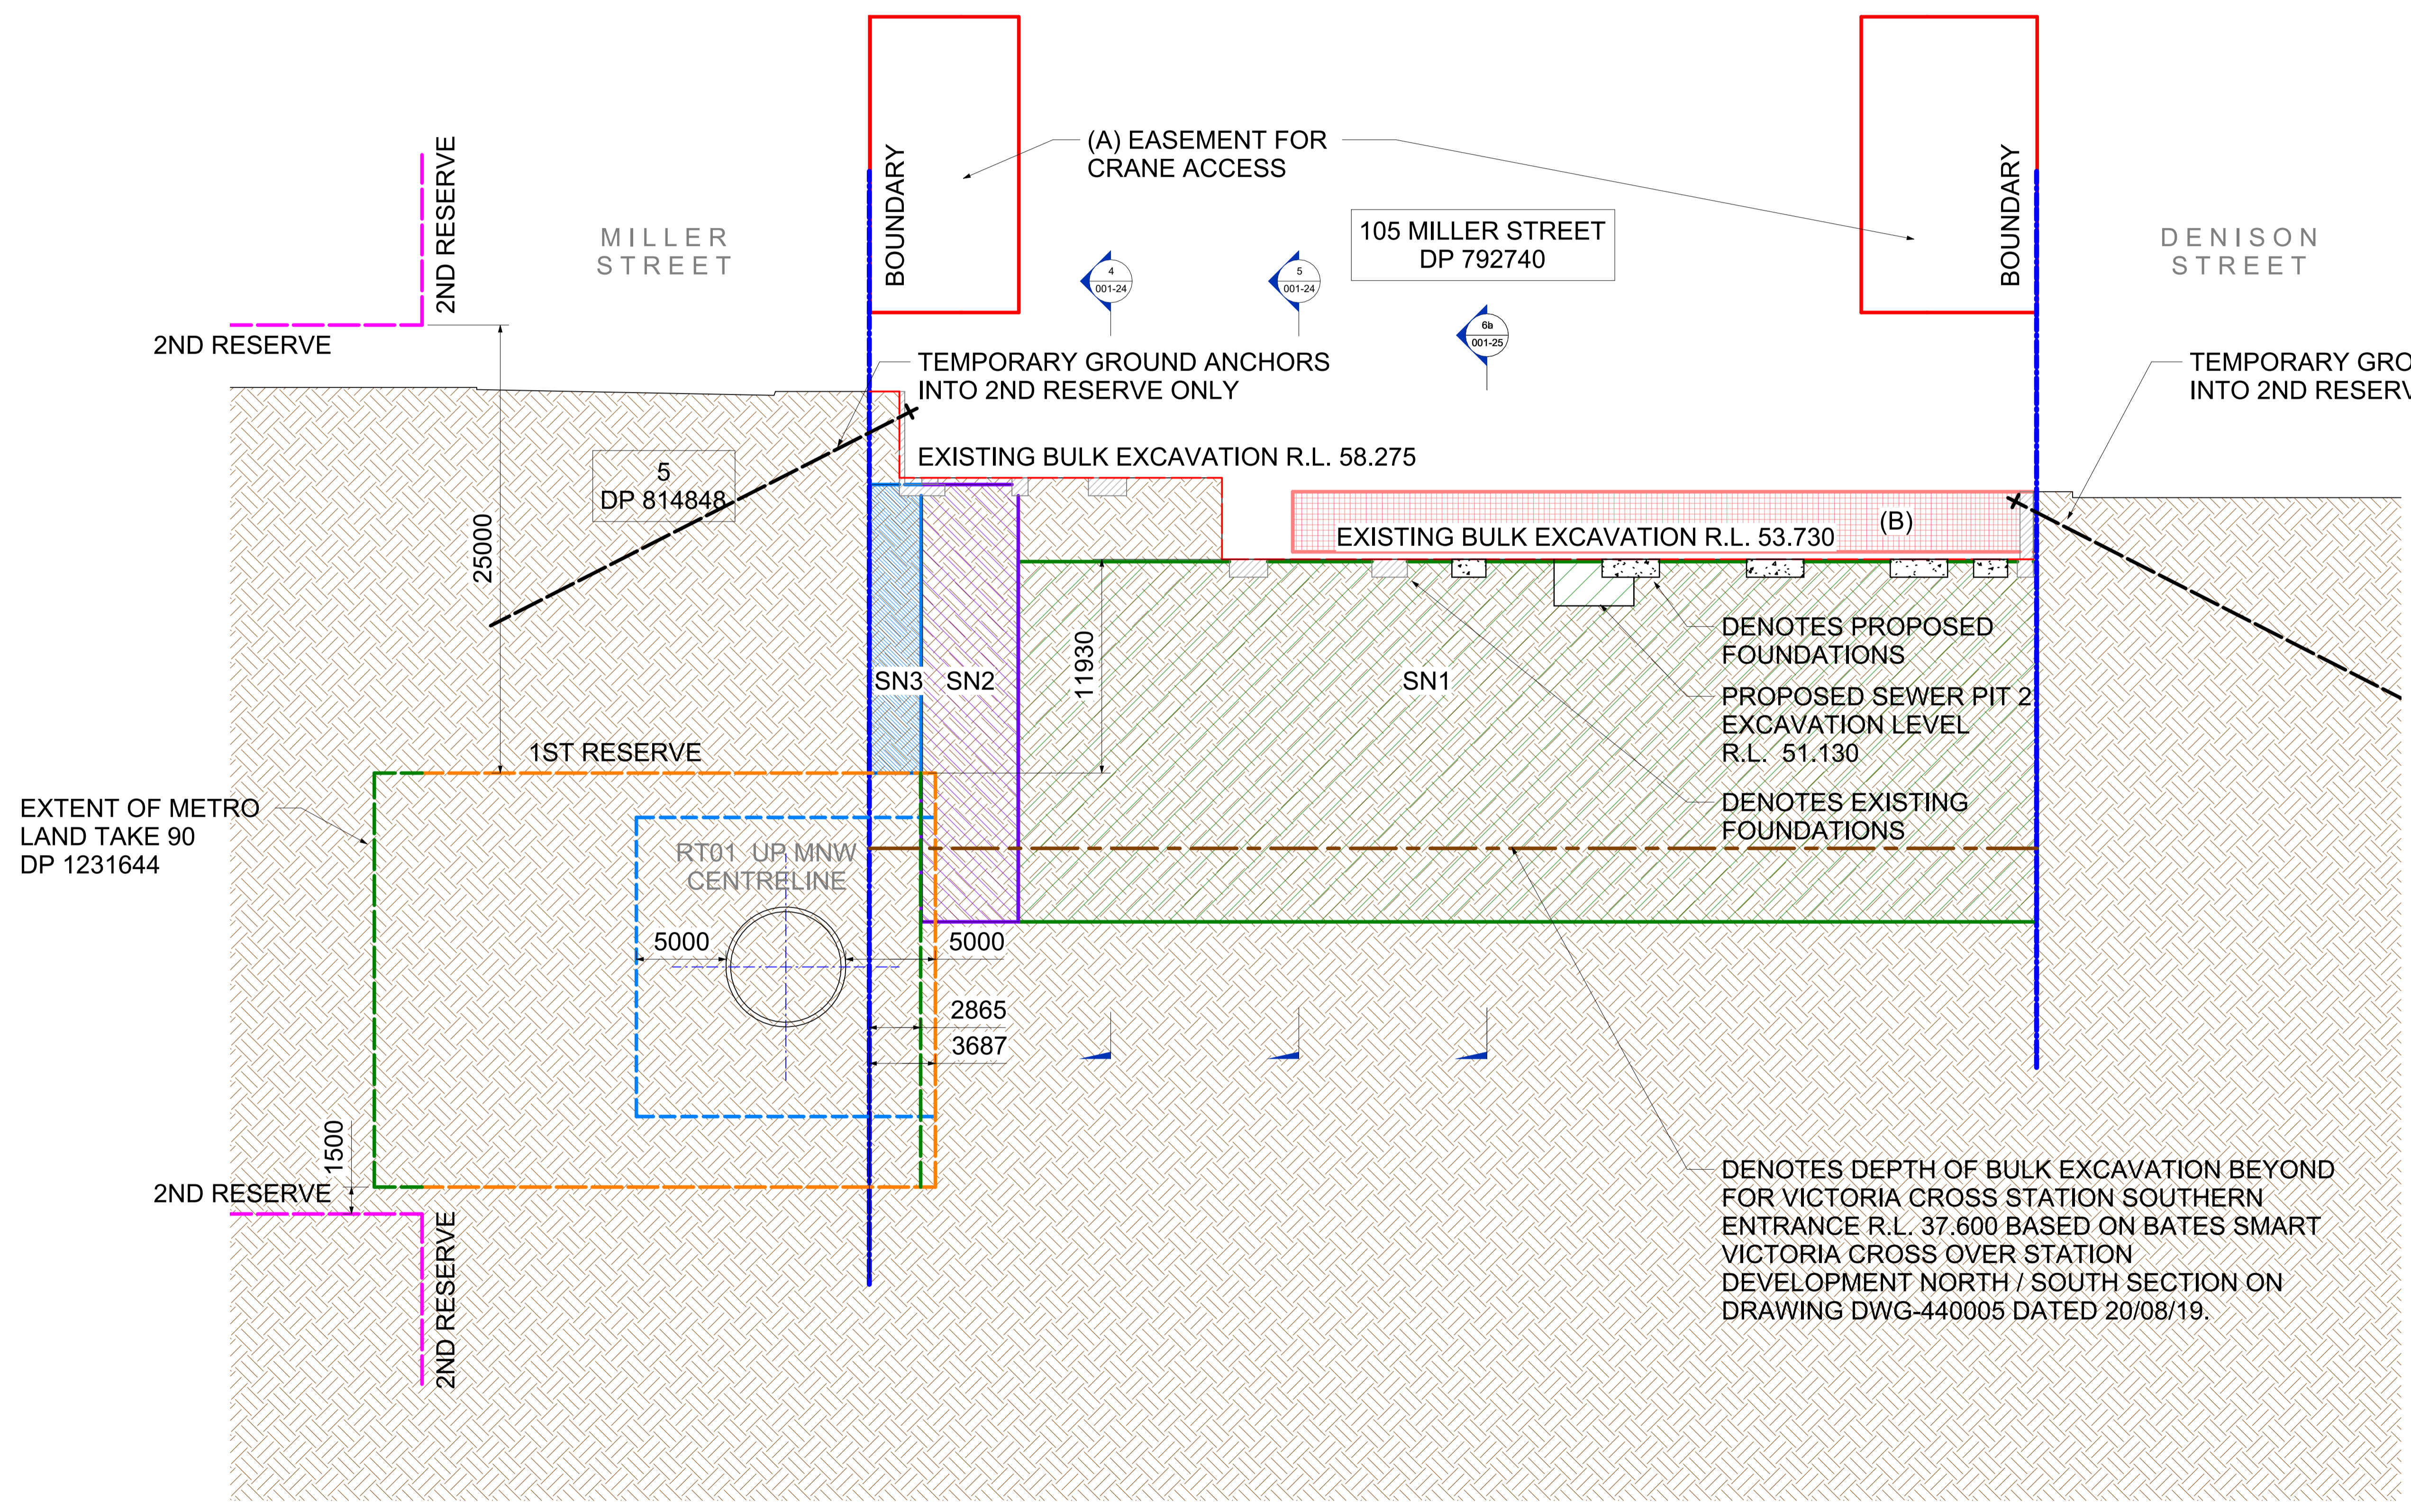 2ND RESERVE
2ND RESERVE
MILLER
STREET
BOUNDARY
(A) EASEMENT FOR
CRANE ACCESS
4
001-24
5
001-24
105 MILLER STREET
DP 792740
6b
001-25
BOUNDARY
DENISON
STREET
TEMPORARY GROUND ANCHORS
INTO 2ND RESERVE ONLY
TEMPORARY GRO
INTO 2ND RESERV
EXISTING BULK EXCAVATION R.L. 58.275
5
DP 814848
25000
EXISTING BULK EXCAVATION R.L. 53.730
(B)
11930
SN3
SN2
SN1
DENOTES PROPOSED
FOUNDATIONS
PROPOSED SEWER PIT 2
EXCAVATION LEVEL
R.L. 51.130
DENOTES EXISTING
FOUNDATIONS
1ST RESERVE
EXTENT OF METRO
LAND TAKE 90
DP 1231644
RT01 UP MNW
CENTRELINE
5000
5000
2865
3687
1500
2ND RESERVE
2ND RESERVE
DENOTES DEPTH OF BULK EXCAVATION BEYOND
FOR VICTORIA CROSS STATION SOUTHERN
ENTRANCE R.L. 37.600 BASED ON BATES SMART
VICTORIA CROSS OVER STATION
DEVELOPMENT NORTH / SOUTH SECTION ON
DRAWING DWG-440005 DATED 20/08/19.